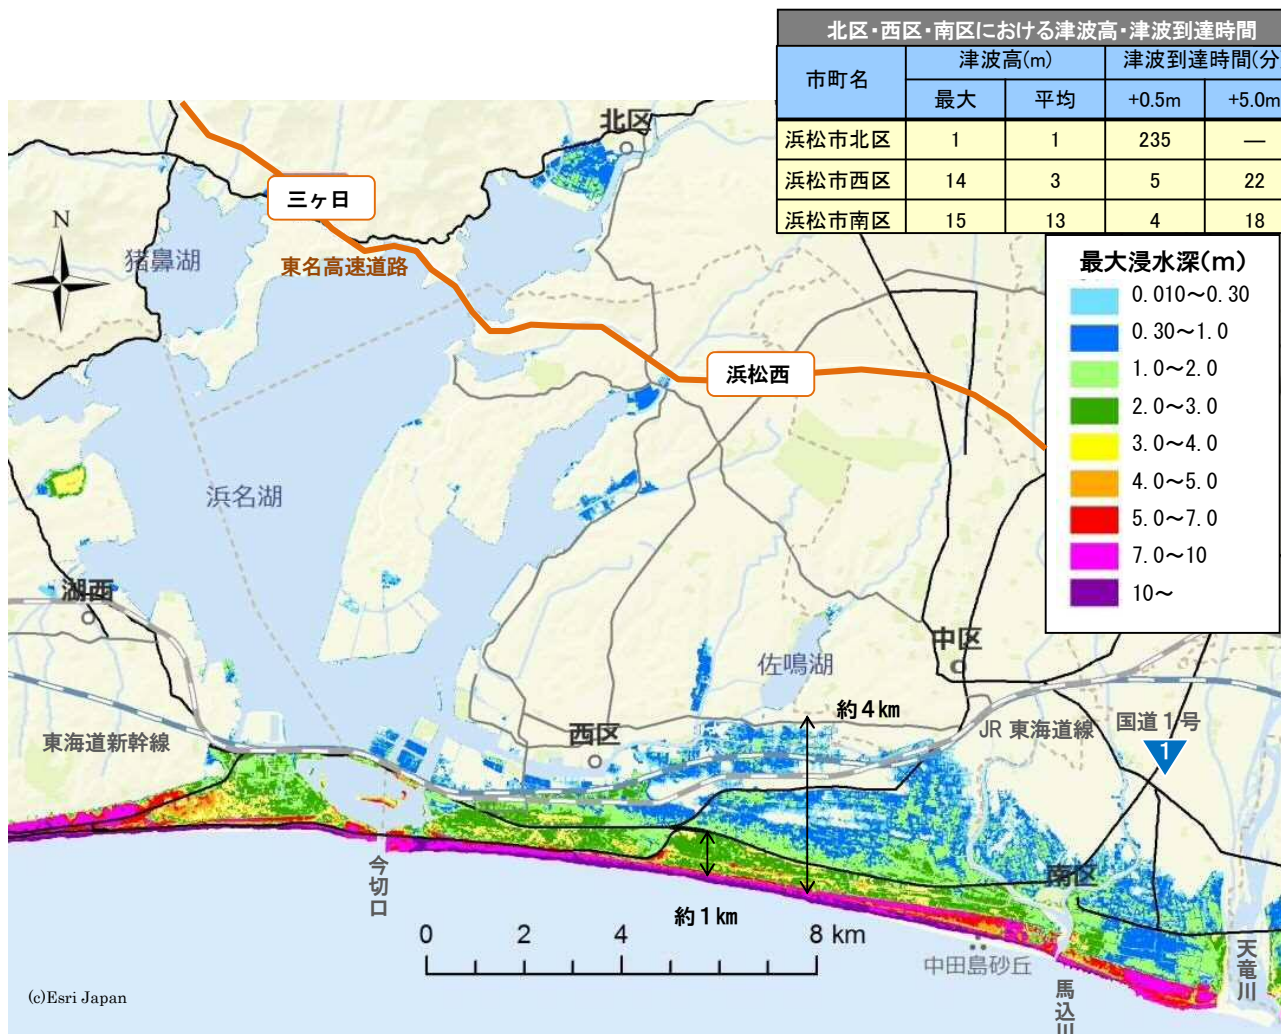 北区・西区・南区における津波高・津波到達時間
市町名 津波高(m) 津波到達時間(分
最大 平均 +0.5m +5.0m
浜松市北区 1 1 235 —
浜松市西区 14 3 5 22
浜松市南区 15 13 4 18
最大浸水深(m)
0.010～0.30
0.30～1.0
1.0～2.0
2.0～3.0
3.0～4.0
4.0～5.0
5.0～7.0
7.0～10
10～
北区
三ヶ日
N
猪鼻湖
東名高速道路
浜松西
浜名湖
湖西
中区
佐鳴湖
約4km
西区
東海道新幹線
JR 東海道線
国道1号
1
南区
今切口
約1km
0 2 4 8 km
中田島砂丘
天竜川
馬込川
(c)Esri Japan